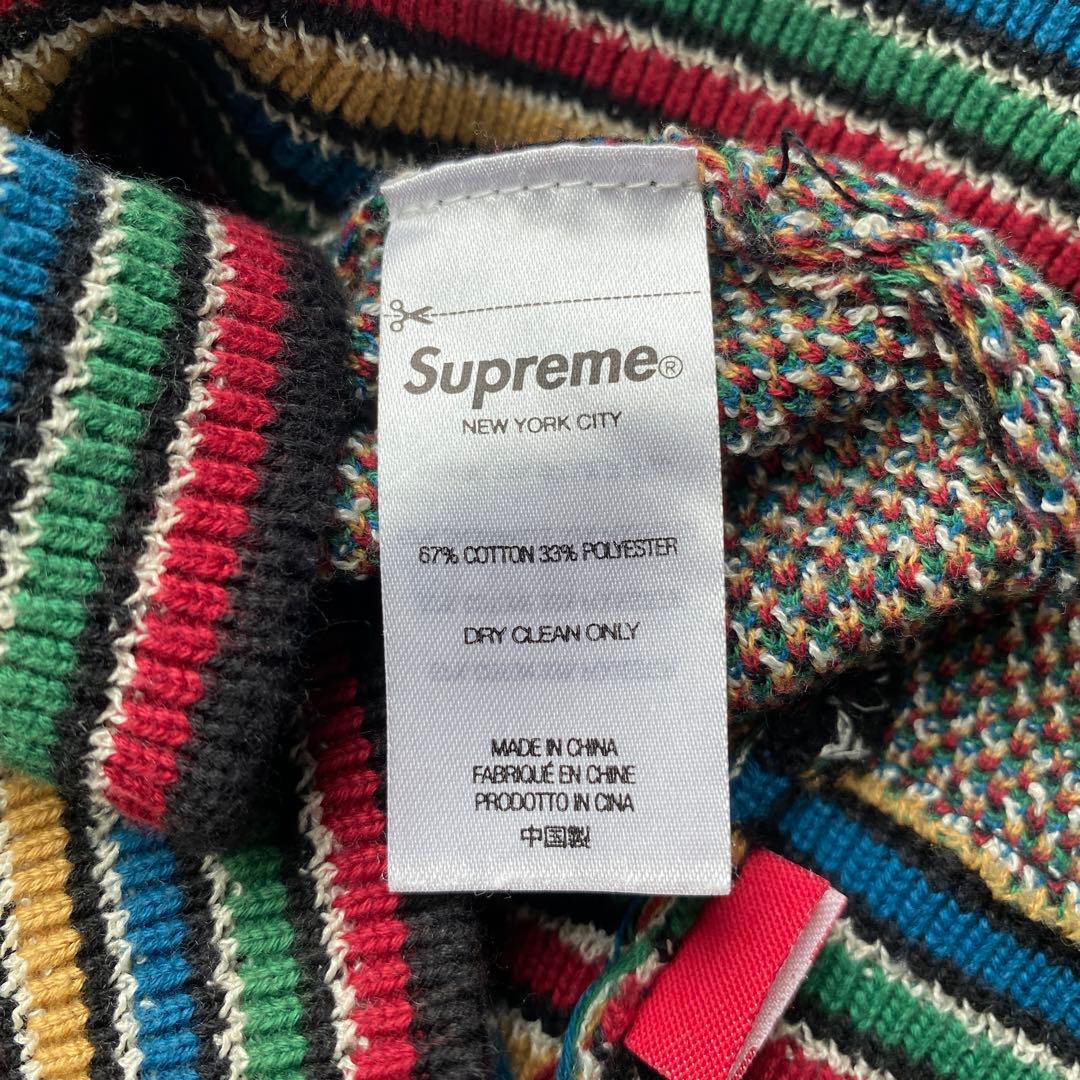 Supreme®
NEW YORK CITY
67% COTTON 33% POLYESTER
DRY CLEAN ONLY
MADE IN CHINA
FABRIQUÉ EN CHINE
PRODOTTO IN CINA
中国製